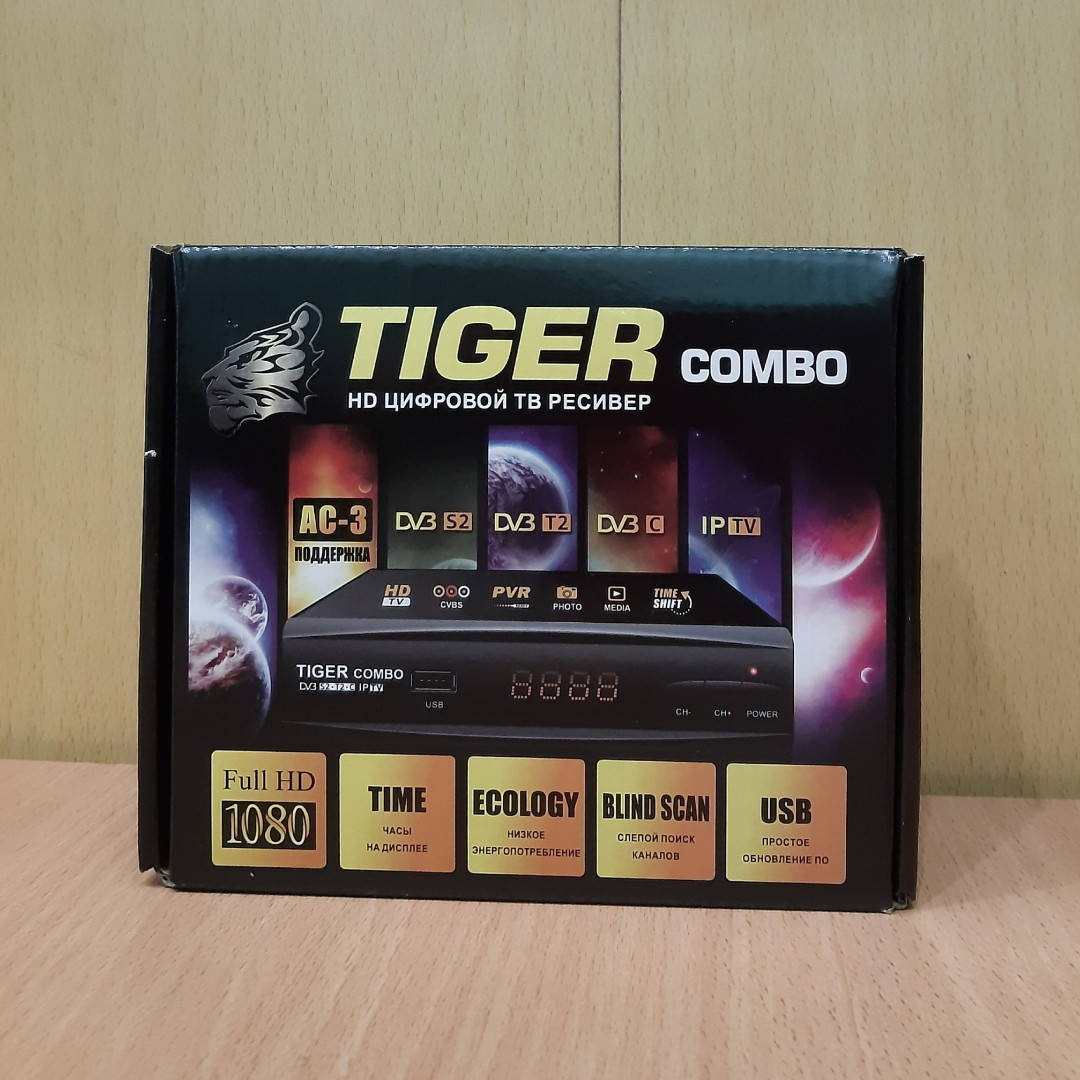 TIGER COMBO
HD ЦИФРОВОЙ ТВ РЕСИВЕР
AC-3
ПОДДЕРЖКА
DVB S2
DVB T2
DVB C
IPTV
HD
TV
CVBS
PVR
PHOTO
MEDIA
TIME
SHIFT
TIGER COMBO
DVB S2-T2-C IPTV
USB
8888
CH-
CH+
POWER
Full HD
1080
TIME
ЧАСЫ
НА ДИСПЛЕЕ
ECOLOGY
НИЗКОЕ
ЭНЕРГОПОТРЕБЛЕНИЕ
BLIND SCAN
СЛЕПОЙ ПОИСК
КАНАЛОВ
USB
ПРОСТОЕ
ОБНОВЛЕНИЕ ПО